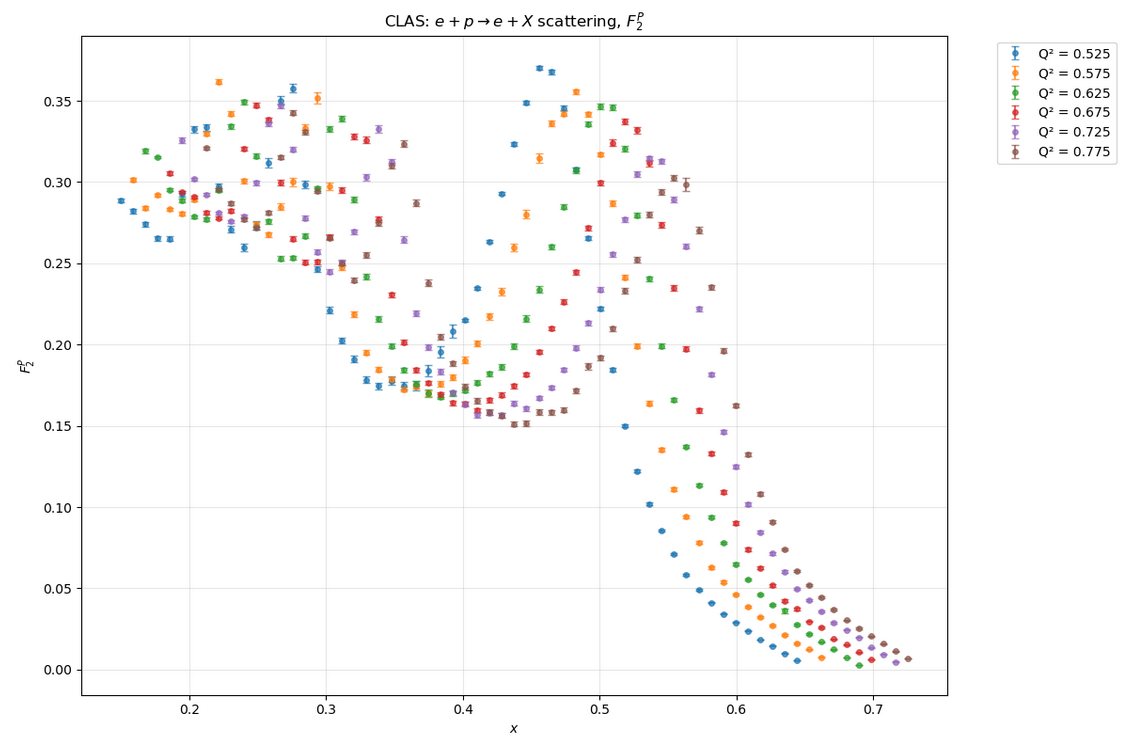 CLAS: e + p → e + X scattering, F₂ᴾ
Q² = 0.525
Q² = 0.575
Q² = 0.625
Q² = 0.675
Q² = 0.725
Q² = 0.775
F₂ᴾ
0.35
0.30
0.25
0.20
0.15
0.10
0.05
0.00
0.2 0.3 0.4 0.5 0.6 0.7
x